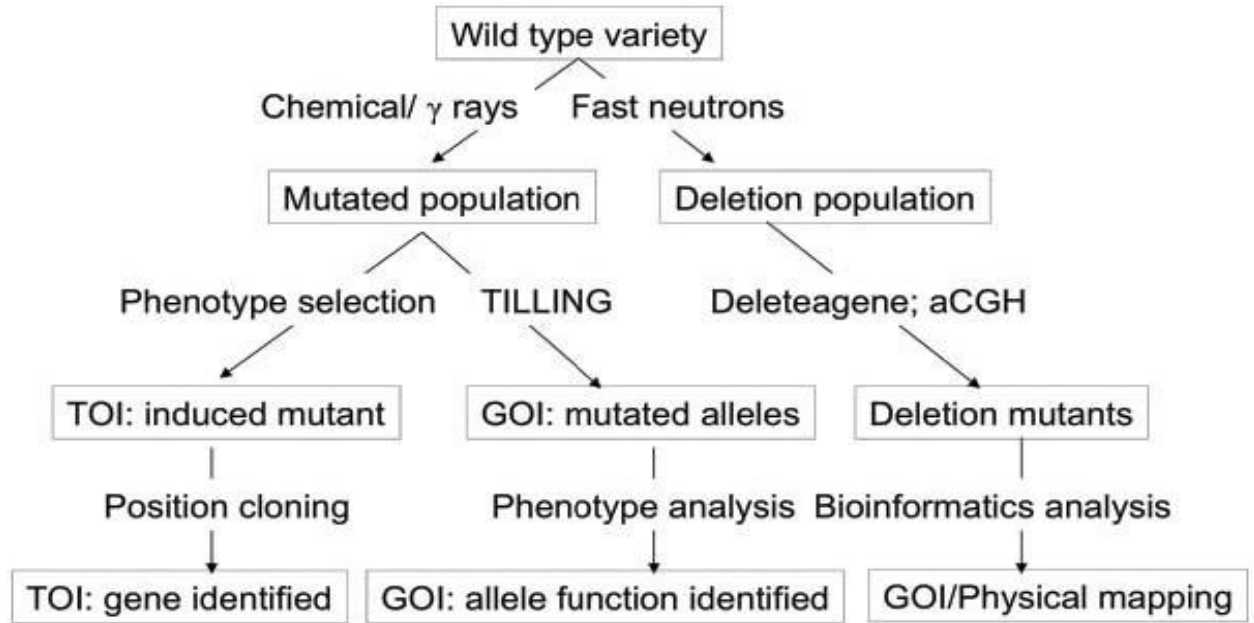 Wild type variety
Chemical/ γ rays Fast neutrons
Mutated population Deletion population
Phenotype selection TILLING Deleteagene; aCGH
TOI: induced mutant GOI: mutated alleles Deletion mutants
Position cloning Phenotype analysis Bioinformatics analysis
TOI: gene identified GOI: allele function identified GOI/Physical mapping